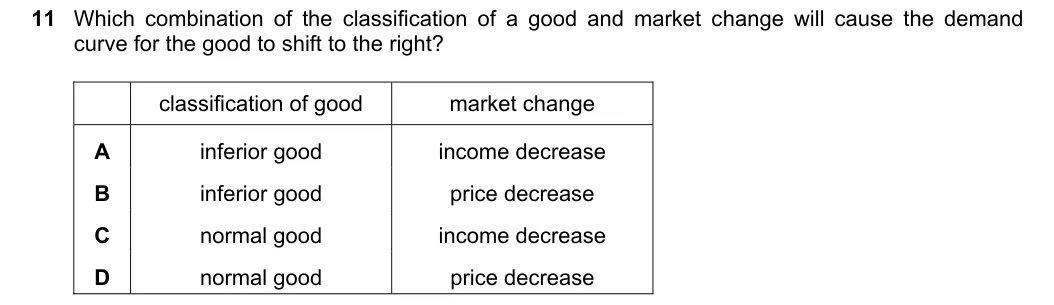 11 Which combination of the classification of a good and market change will cause the demand
curve for the good to shift to the right?
classification of good market change
A inferior good income decrease
B inferior good price decrease
C normal good income decrease
D normal good price decrease